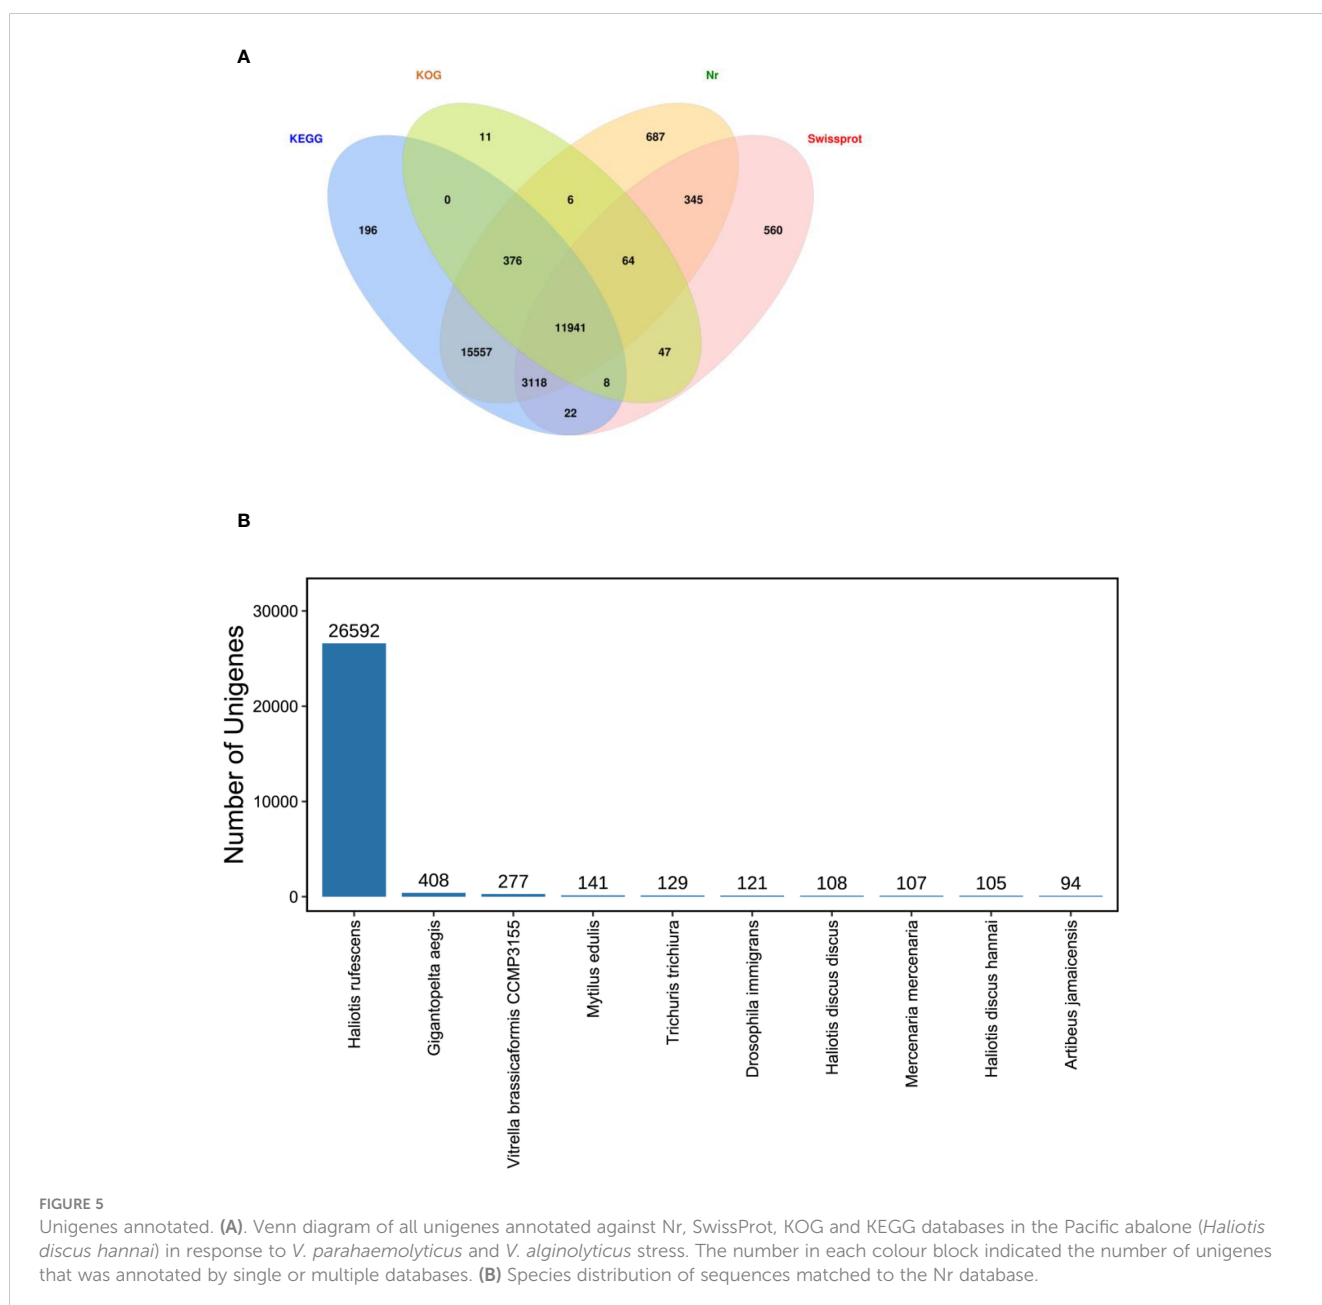 A
KOG
Nr
KEGG
Swissprot
11
687
0
6
345
196
560
376
64
11941
15557
47
3118
8
22
B
Number of Unigenes
30000
20000
10000
0
26592
408
277
141
129
121
108
107
105
94
Haliotis rufescens
Gigantopelta aegis
Vitrella brassicaformis CCMP3155
Mytilus edulis
Trichuris trichiura
Drosophila immigrans
Haliotis discus discus
Mercenaria mercenaria
Haliotis discus hannai
Artibeus jamaicensis
FIGURE 5
Unigenes annotated. (A). Venn diagram of all unigenes annotated against Nr, SwissProt, KOG and KEGG databases in the Pacific abalone (Haliotis
discus hannai) in response to V. parahaemolyticus and V. alginolyticus stress. The number in each colour block indicated the number of unigenes
that was annotated by single or multiple databases. (B) Species distribution of sequences matched to the Nr database.